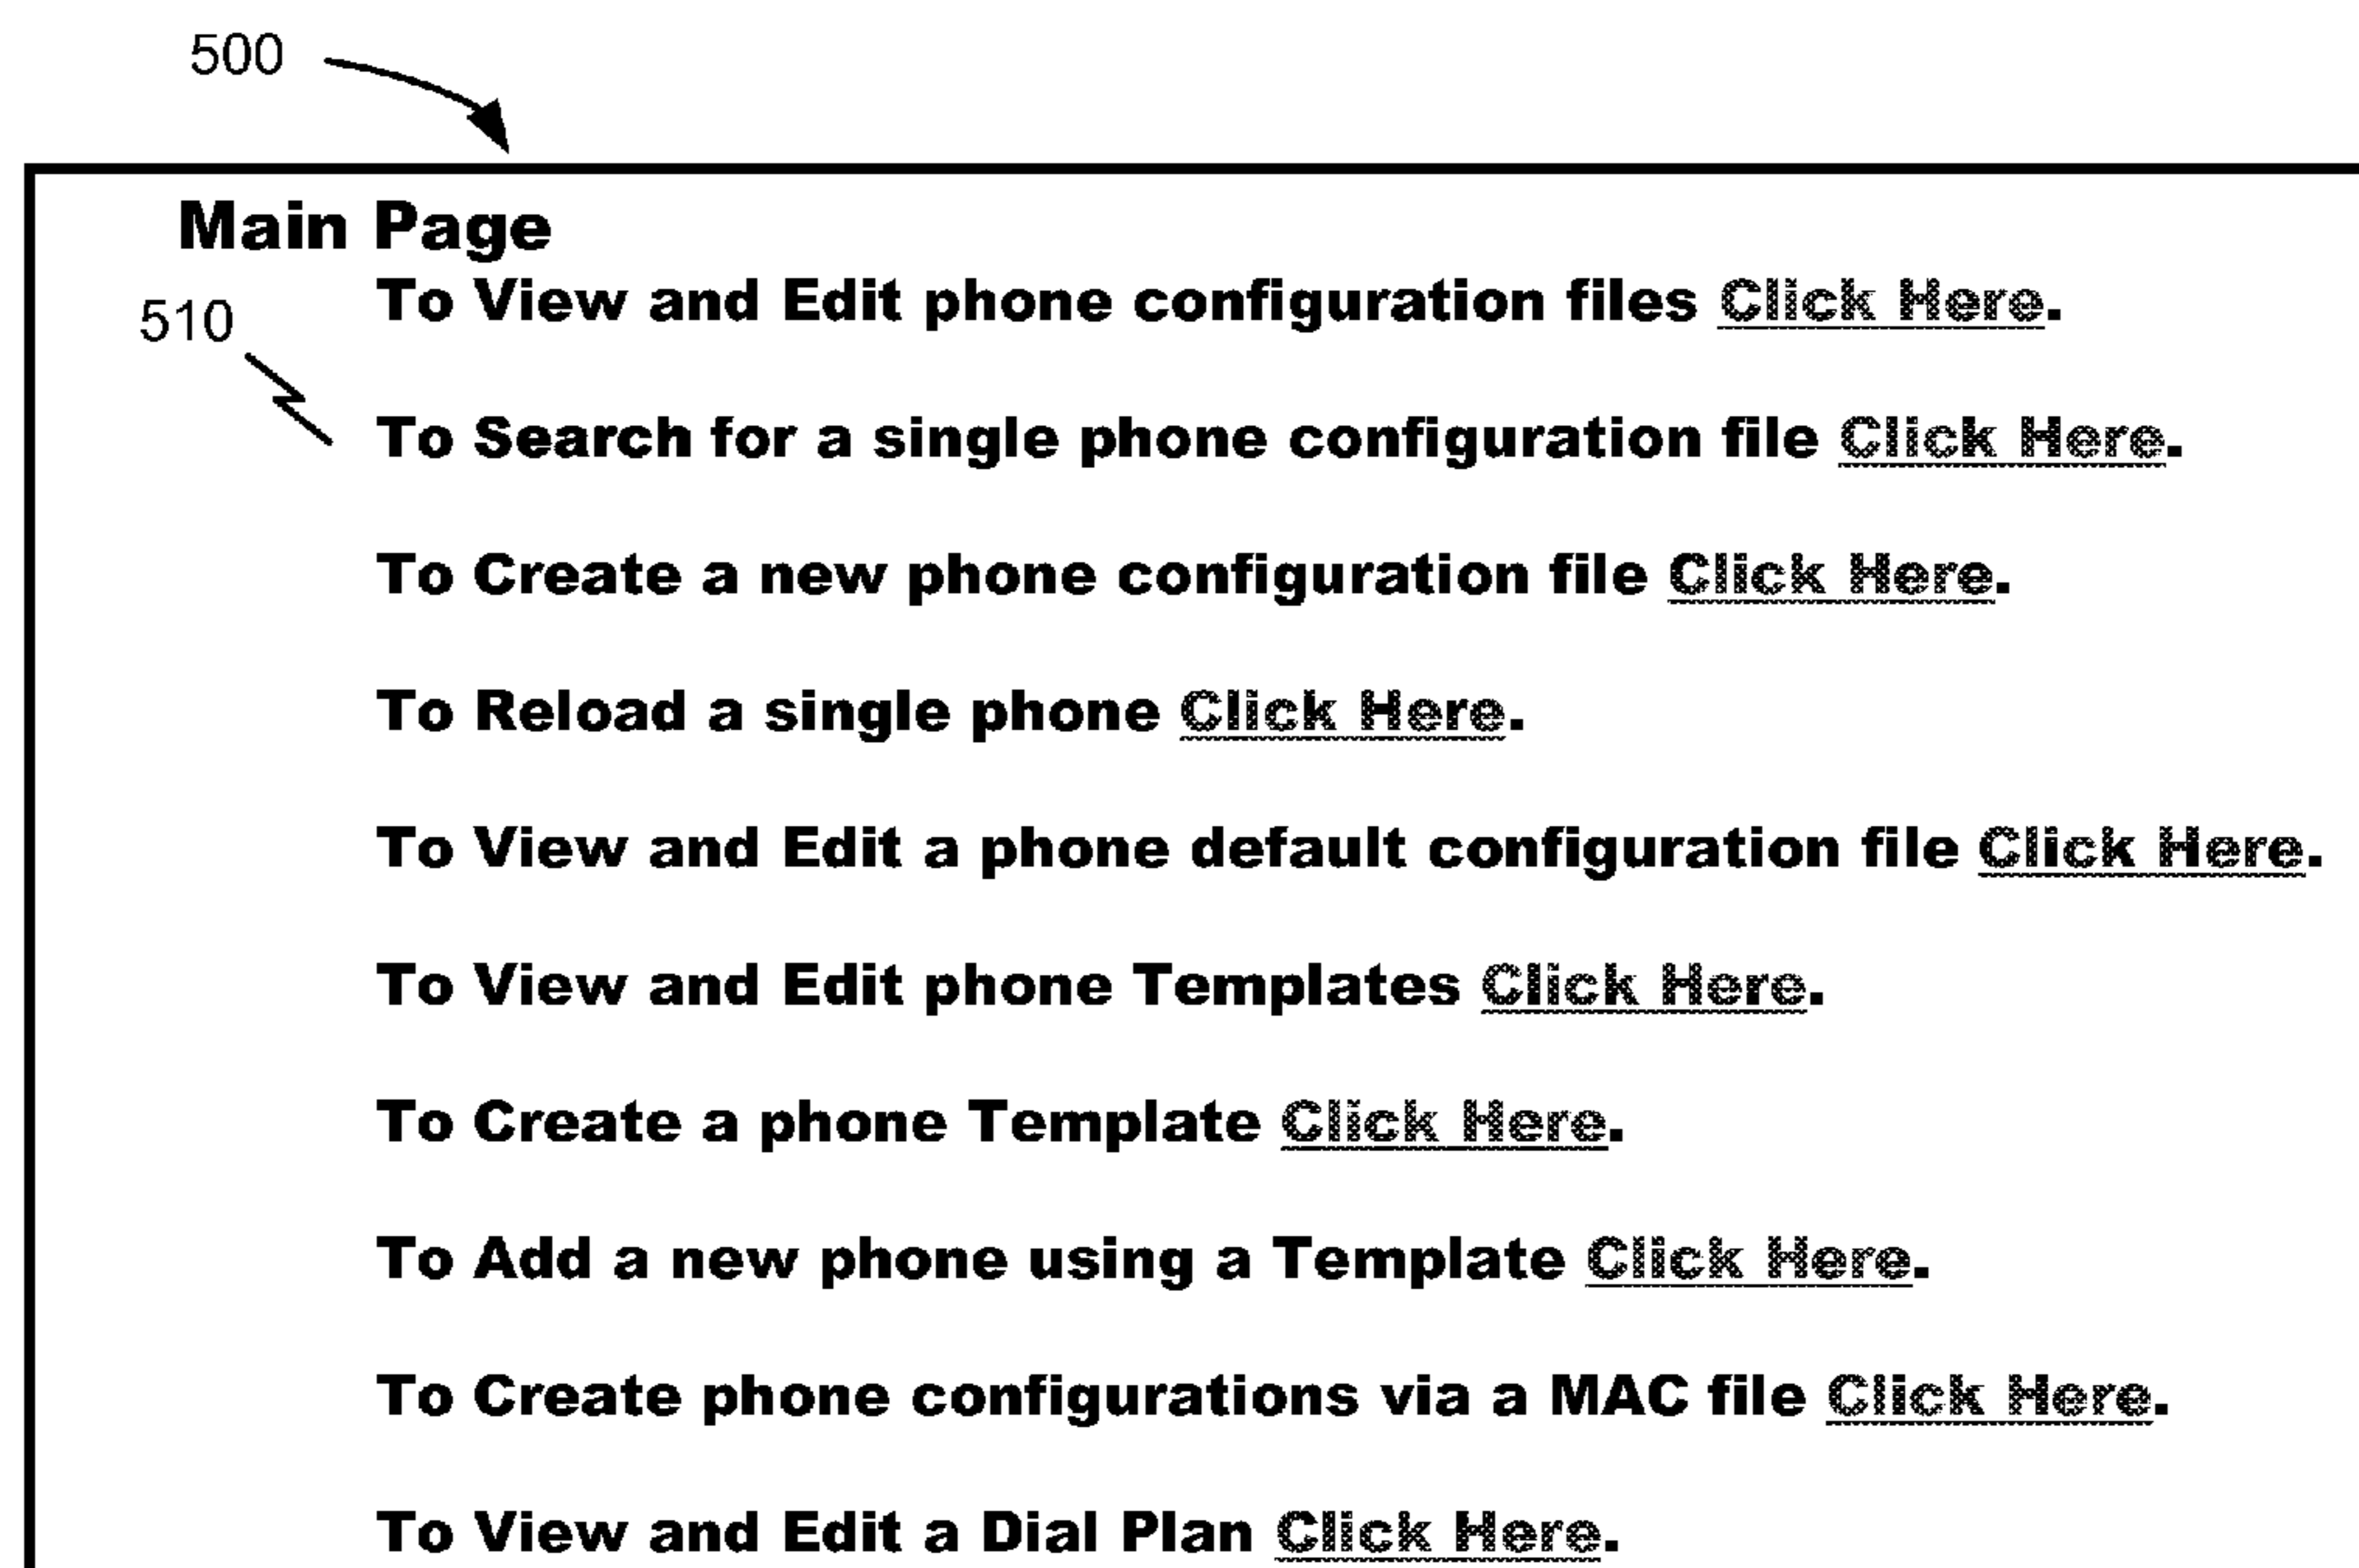 500
Main Page
To View and Edit phone configuration files Click Here.
510
To Search for a single phone configuration file Click Here.
To Create a new phone configuration file Click Here.
To Reload a single phone Click Here.
To View and Edit a phone default configuration file Click Here.
To View and Edit phone Templates Click Here.
To Create a phone Template Click Here.
To Add a new phone using a Template Click Here.
To Create phone configurations via a MAC file Click Here.
To View and Edit a Dial Plan Click Here.